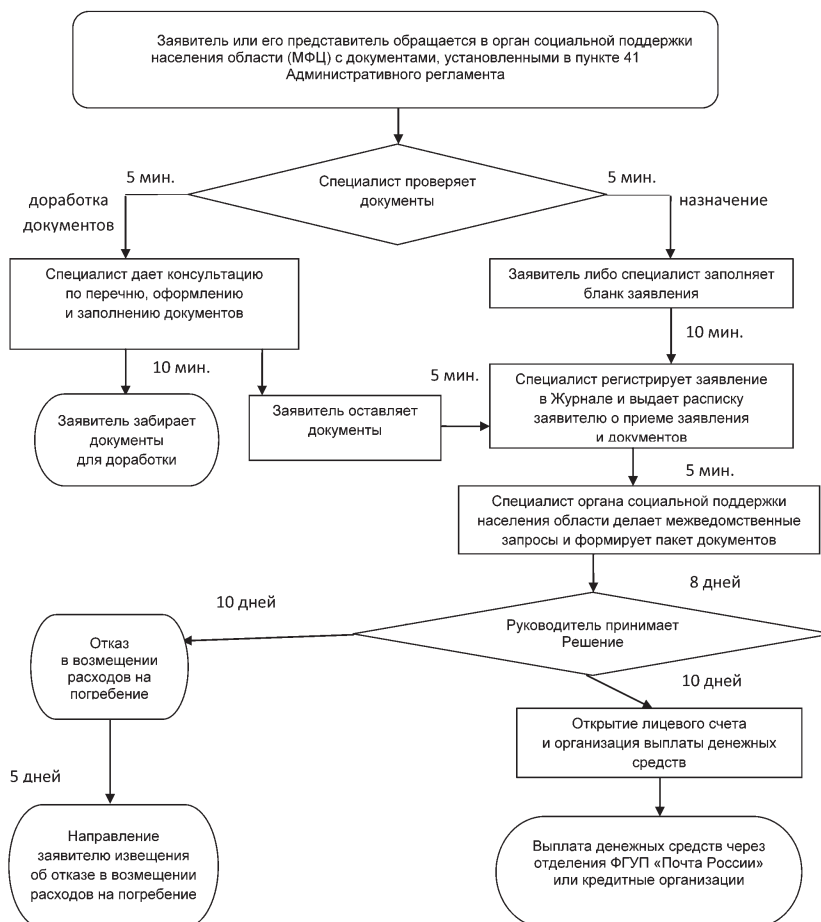 Заявитель или его представитель обращается в орган социальной поддержки
населения области (МФЦ) с документами, установленными в пункте 41
Административного регламента
5 мин.
5 мин.
Специалист проверяет
документы
доработка
документов
назначение
Специалист дает консультацию
по перечню, оформлению
и заполнению документов
Заявитель либо специалист заполняет
бланк заявления
10 мин.
10 мин.
5 мин.
Заявитель забирает
документы
для доработки
Заявитель оставляет
документы
Специалист регистрирует заявление
в Журнале и выдает расписку
заявителю о приеме заявления
и документов
5 мин.
Специалист органа социальной поддержки
населения области делает межведомственные
запросы и формирует пакет документов
8 дней
10 дней
Руководитель принимает
Решение
Отказ
в возмещении
расходов на
погребение
10 дней
Открытие лицевого счета
и организация выплаты денежных
средств
5 дней
Направление
заявителю извещения
об отказе в возмещении
расходов на погребение
Выплата денежных средств через
отделения ФГУП «Почта России»
или кредитные организации